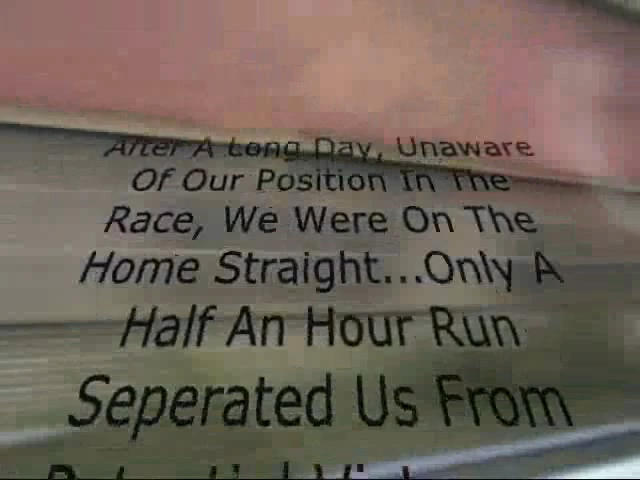 After A Long Day, Unaware
Of Our Position In The
Race, We Were On The
Home Straight...Only A
Half An Hour Run
Seperated Us From